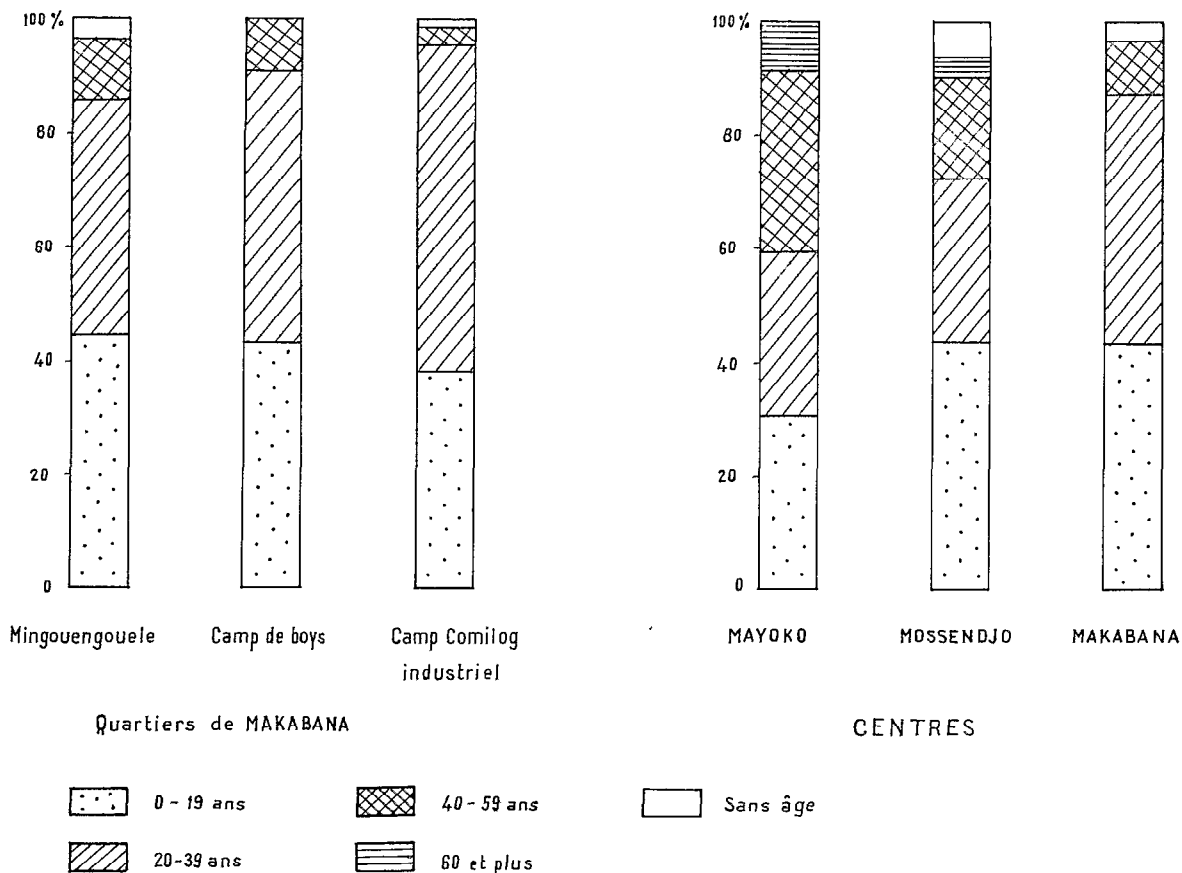 100 %
80
60
40
20
0
Mingouengouele
Camp de boys
Camp Comilog
industriel
Quartiers de MAKABANA
100 %
80
60
40
20
0
MAYOKO
MOSSENDJO
MAKABANA
CENTRES
0 - 19 ans
40 - 59 ans
Sans âge
20-39 ans
60 et plus